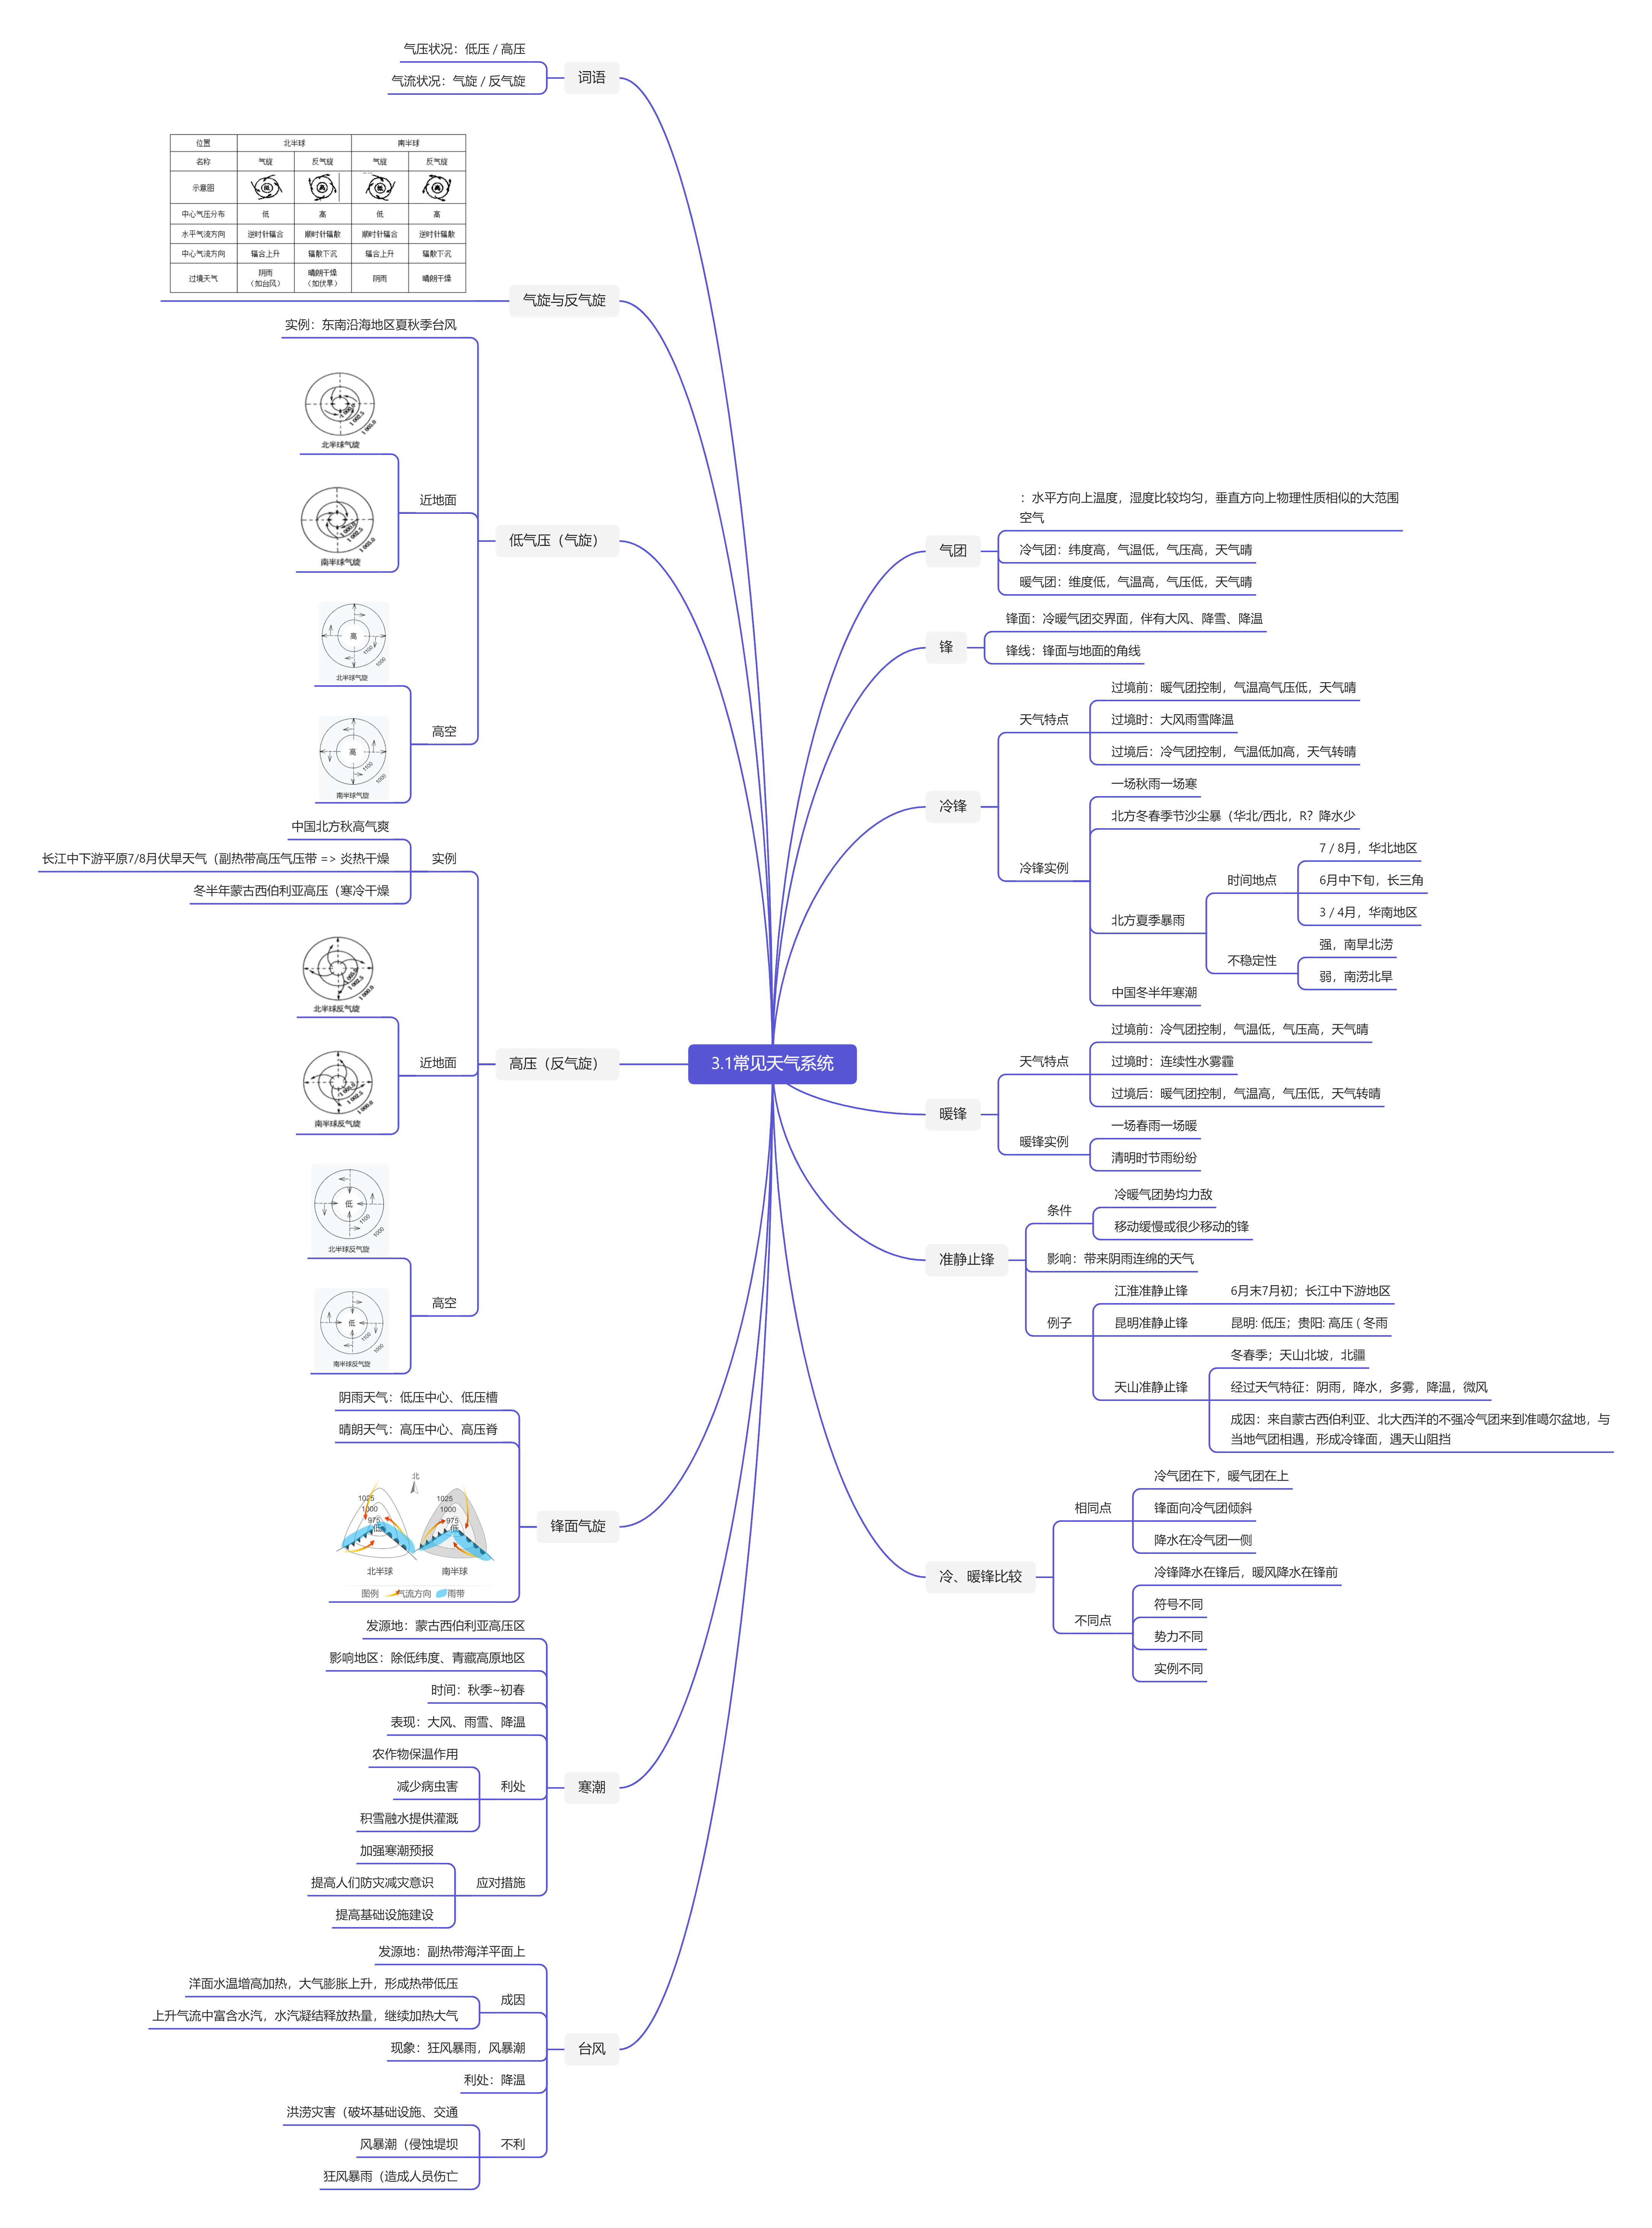 3.1常见天气系统
词语
气压状况：低压 / 高压
气流状况：气旋 / 反气旋
气旋与反气旋
位置 北半球 南半球
名称 气旋 反气旋 气旋 反气旋
示意图 低 高 低 高
中心气压分布 低 高 低 高
水平气流方向 逆时针辐合 顺时针辐散 顺时针辐合 逆时针辐散
中心气流方向 辐合上升 辐散下沉 辐合上升 辐散下沉
过境天气 阴雨 晴朗干燥 阴雨 晴朗干燥
（如台风） （如伏旱）
低气压（气旋）
实例：东南沿海地区夏秋季台风
近地面
1 000.0
1 002.5
1 005.0
北半球气旋
1 000.0
1 002.5
1 005.0
南半球气旋
高空
高
1100
1000
北半球气旋
高
1100
1000
南半球气旋
高压（反气旋）
实例
中国北方秋高气爽
长江中下游平原7/8月伏旱天气（副热带高压气压带 => 炎热干燥
冬半年蒙古西伯利亚高压（寒冷干燥
近地面
1 005.0
1 002.5
1 000.0
北半球反气旋
1 005.0
1 002.5
1 000.0
南半球反气旋
高空
低
1100
1000
北半球反气旋
低
1100
1000
南半球反气旋
锋面气旋
阴雨天气：低压中心、低压槽
晴朗天气：高压中心、高压脊
北
1025
1000
975
低
1025
1000
975
低
北半球
南半球
图例 气流方向 雨带
寒潮
发源地：蒙古西伯利亚高压区
影响地区：除低纬度、青藏高原地区
时间：秋季~初春
表现：大风、雨雪、降温
利处
农作物保温作用
减少病虫害
积雪融水提供灌溉
应对措施
加强寒潮预报
提高人们防灾减灾意识
提高基础设施建设
台风
发源地：副热带海洋平面上
成因
洋面水温增高加热，大气膨胀上升，形成热带低压
上升气流中富含水汽，水汽凝结释放热量，继续加热大气
现象：狂风暴雨，风暴潮
利处：降温
不利
洪涝灾害（破坏基础设施、交通
风暴潮（侵蚀堤坝
狂风暴雨（造成人员伤亡
气团
：水平方向上温度，湿度比较均匀，垂直方向上物理性质相似的大范围
空气
冷气团：纬度高，气温低，气压高，天气晴
暖气团：维度低，气温高，气压低，天气晴
锋
锋面：冷暖气团交界面，伴有大风、降雪、降温
锋线：锋面与地面的角线
冷锋
天气特点
过境前：暖气团控制，气温高气压低，天气晴
过境时：大风雨雪降温
过境后：冷气团控制，气温低加高，天气转晴
冷锋实例
一场秋雨一场寒
北方冬春季节沙尘暴（华北/西北，R？降水少
北方夏季暴雨
时间地点
7 / 8月，华北地区
6月中下旬，长三角
3 / 4月，华南地区
不稳定性
强，南旱北涝
弱，南涝北旱
中国冬半年寒潮
暖锋
天气特点
过境前：冷气团控制，气温低，气压高，天气晴
过境时：连续性水雾霾
过境后：暖气团控制，气温高，气压低，天气转晴
暖锋实例
一场春雨一场暖
清明时节雨纷纷
准静止锋
条件
冷暖气团势均力敌
移动缓慢或很少移动的锋
影响：带来阴雨连绵的天气
例子
江淮准静止锋
6月末7月初；长江中下游地区
昆明准静止锋
昆明: 低压；贵阳: 高压 ( 冬雨
天山准静止锋
冬春季；天山北坡，北疆
经过天气特征：阴雨，降水，多雾，降温，微风
成因：来自蒙古西伯利亚、北大西洋的不强冷气团来到准噶尔盆地，与
当地气团相遇，形成冷锋面，遇天山阻挡
冷、暖锋比较
相同点
冷气团在下，暖气团在上
锋面向冷气团倾斜
降水在冷气团一侧
不同点
冷锋降水在锋后，暖风降水在锋前
符号不同
势力不同
实例不同